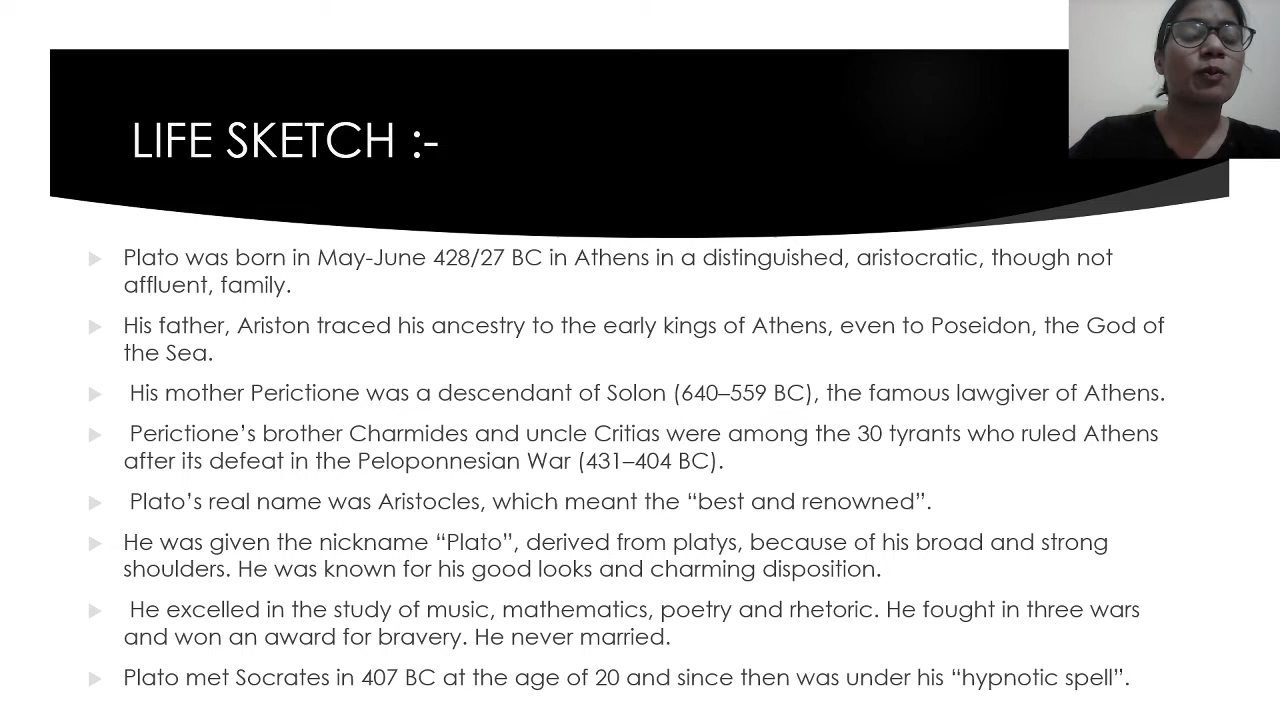 LIFE SKETCH :-
Plato was born in May-June 428/27 BC in Athens in a distinguished, aristocratic, though not
affluent, family.
His father, Ariston traced his ancestry to the early kings of Athens, even to Poseidon, the God of
the Sea.
His mother Perictione was a descendant of Solon (640–559 BC), the famous lawgiver of Athens.
Perictione’s brother Charmides and uncle Critias were among the 30 tyrants who ruled Athens
after its defeat in the Peloponnesian War (431–404 BC).
Plato’s real name was Aristocles, which meant the “best and renowned”.
He was given the nickname “Plato”, derived from platys, because of his broad and strong
shoulders. He was known for his good looks and charming disposition.
He excelled in the study of music, mathematics, poetry and rhetoric. He fought in three wars
and won an award for bravery. He never married.
Plato met Socrates in 407 BC at the age of 20 and since then was under his “hypnotic spell”.